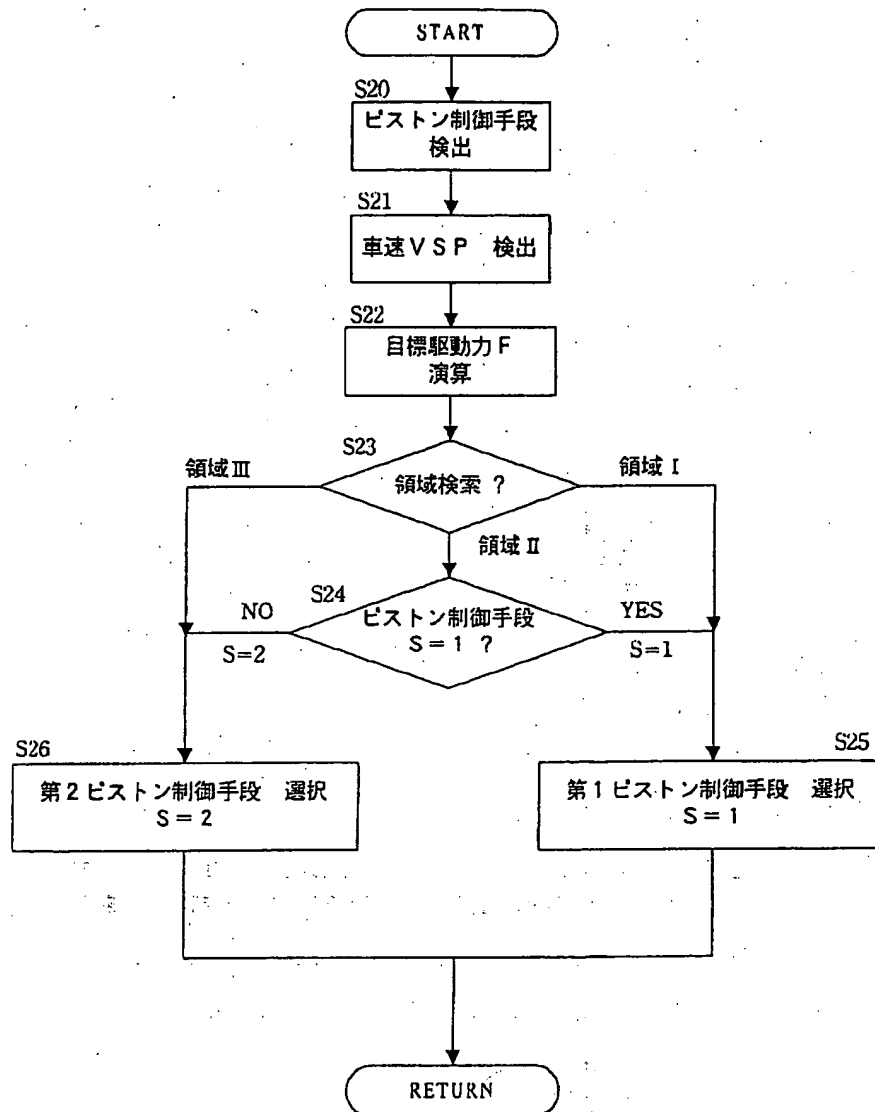 START
S20
ピストン制御手段
検出
S21
車速VSP 検出
S22
目標駆動力F
演算
S23
領域Ⅲ
領域検索 ?
領域Ⅰ
領域Ⅱ
S24
NO
ピストン制御手段
S=1 ?
YES
S=2
S=1
S26
第2ピストン制御手段 選択
S=2
S25
第1ピストン制御手段 選択
S=1
RETURN